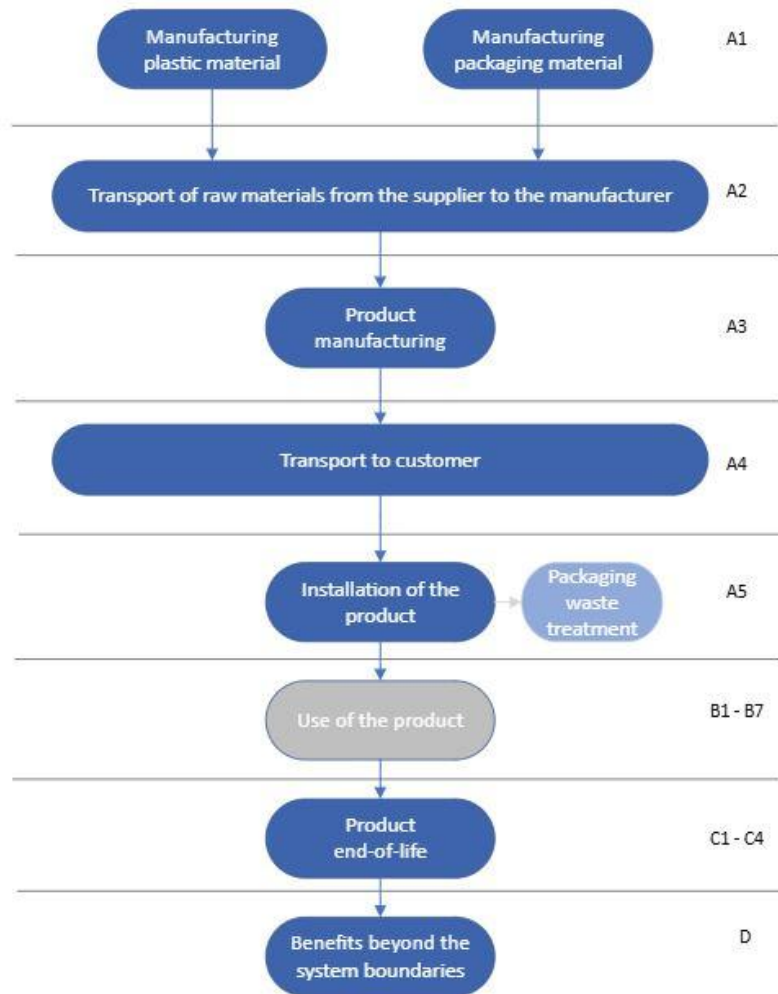 Manufacturing
plastic material
Manufacturing
packaging material
A1
Transport of raw materials from the supplier to the manufacturer
A2
Product
manufacturing
A3
Transport to customer
A4
Installation of the
product
Packaging
waste
treatment
A5
Use of the product
B1 - B7
Product
end-of-life
C1 - C4
Benefits beyond the
system boundaries
D